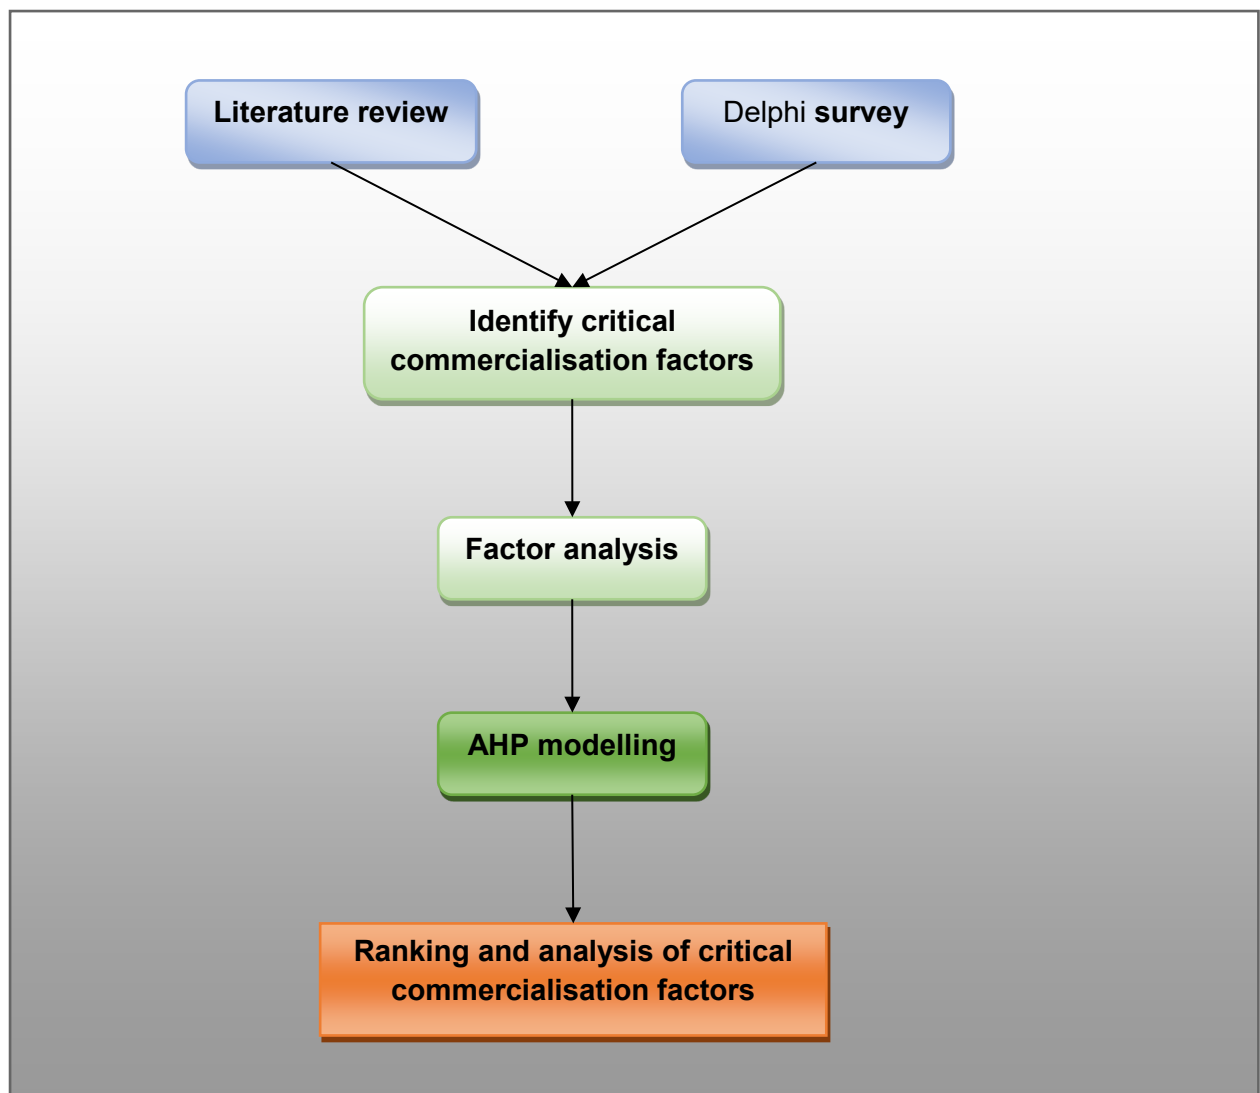 Literature review
Delphi survey
Identify critical
commercialisation factors
Factor analysis
AHP modelling
Ranking and analysis of critical
commercialisation factors